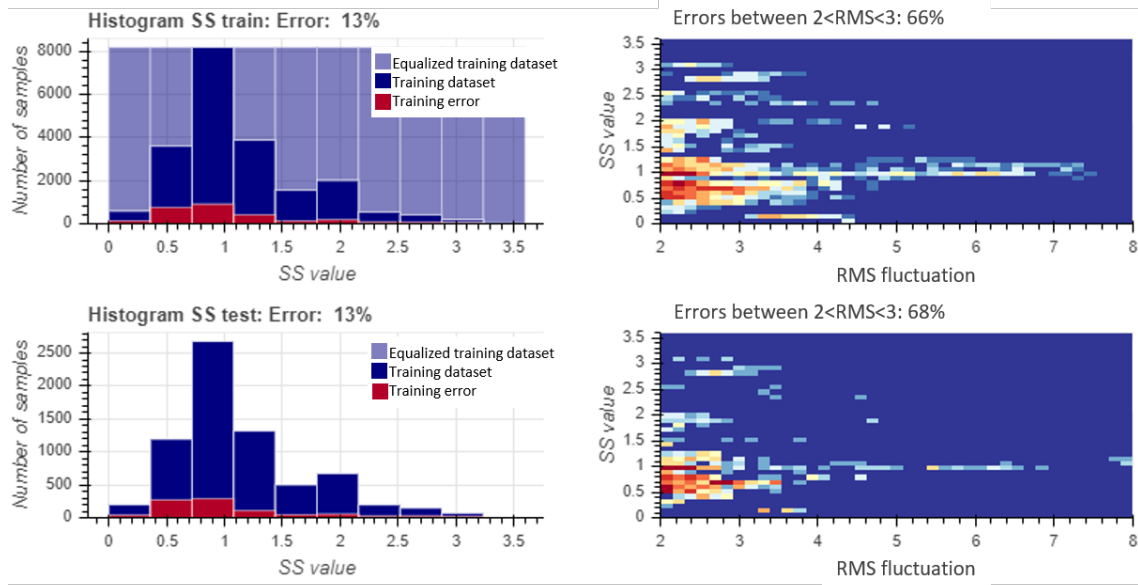 Histogram SS train: Error: 13%
Number of samples
8000
6000
4000
2000
0
Equalized training dataset
Training dataset
Training error
0 0.5 1 1.5 2 2.5 3 3.5
SS value
Errors between 2<RMS<3: 66%
SS value
3.5
3
2.5
2
1.5
1
0.5
0
2 3 4 5 6 7 8
RMS fluctuation
Histogram SS test: Error: 13%
Number of samples
2500
2000
1500
1000
500
0
Equalized training dataset
Training dataset
Training error
0 0.5 1 1.5 2 2.5 3 3.5
SS value
Errors between 2<RMS<3: 68%
SS value
3.5
3
2.5
2
1.5
1
0.5
0
2 3 4 5 6 7 8
RMS fluctuation